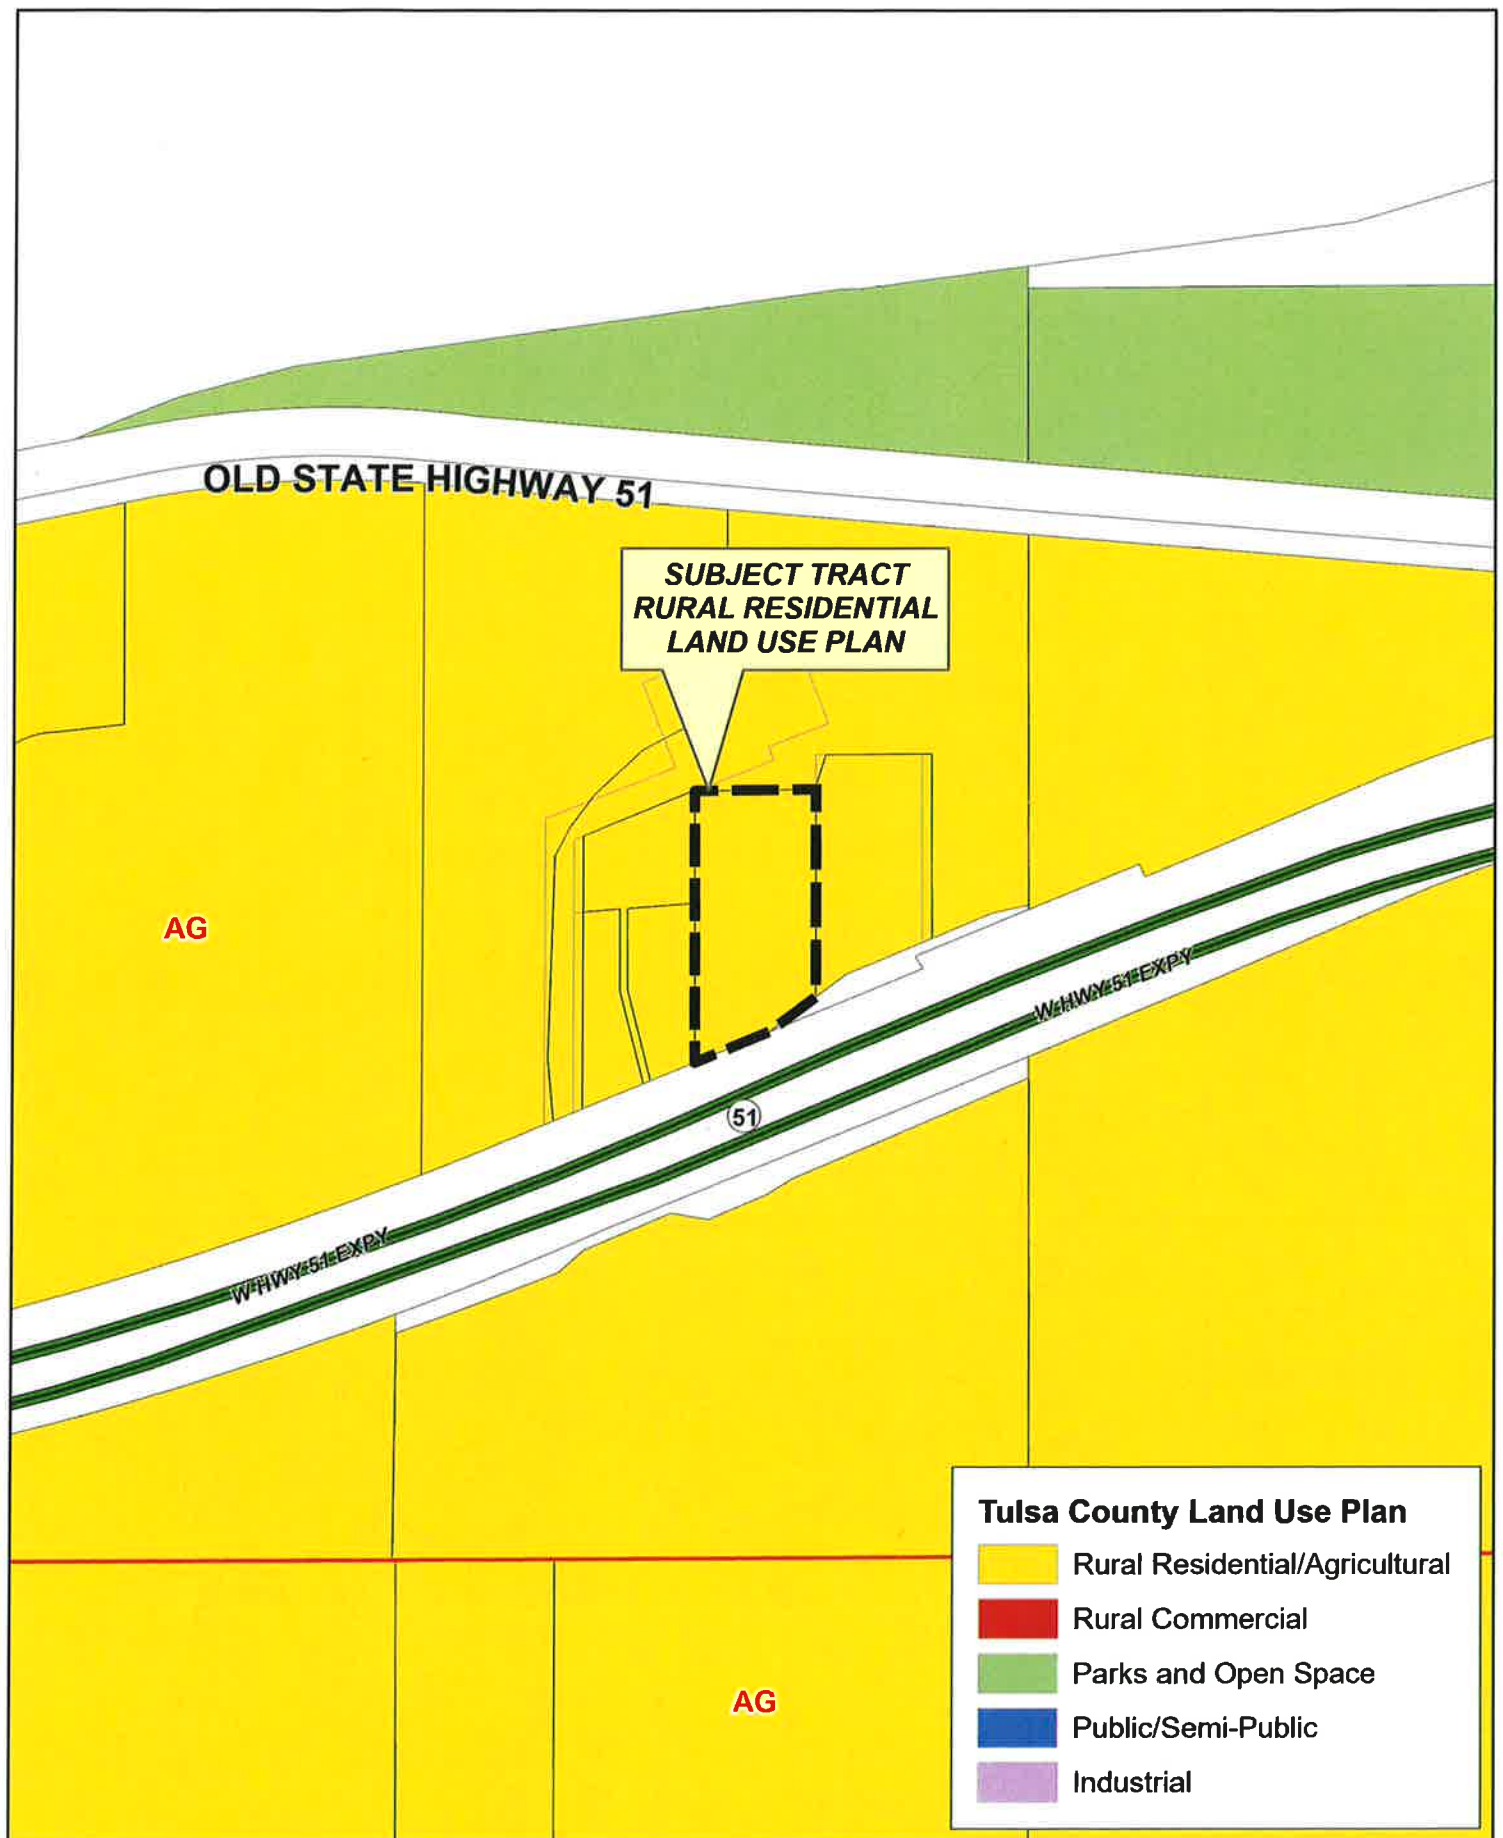 OLD STATE HIGHWAY 51
SUBJECT TRACT
RURAL RESIDENTIAL
LAND USE PLAN
AG
W HWY 51 EXPY
51
W HWY 51 EXPY
Tulsa County Land Use Plan
Rural Residential/Agricultural
Rural Commercial
Parks and Open Space
Public/Semi-Public
Industrial
AG